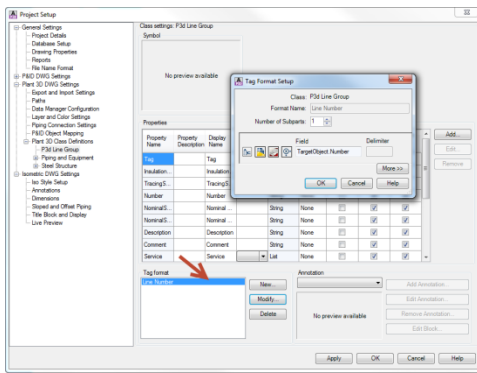 Project Setup
General Settings
Project Details
Database Setup
Drawing Properties
Reports
File Name Format
P&ID DWG Settings
Plant 3D DWG Settings
Export and Import Settings
Paths
Data Manager Configuration
Layer and Color Settings
Piping Connection Settings
P&ID Object Mapping
Plant 3D Class Definitions
P3d Line Group
Piping and Equipment
Steel Structure
Isometric DWG Settings
Iso Style Setup
Annotations
Dimensions
Sloped and Offset Piping
Title Block and Display
Live Preview
Class settings: P3d Line Group
Symbol
No preview available
Tag Format Setup
Class: P3d Line Group
Format Name: Line Number
Number of Subparts: 1
Field Delimiter
TargetObject.Number
More >>
OK Cancel Help
Properties
Property Name Property Description Display Name
Tag Tag
Insulation... Insulation
TracingS... TracingS
Number Number String None
NominalS... Nominal ... String None
NominalS... Nominal ... String None
Description Description String None
Comment Comment String None
Service Service List None
Add...
Edit...
Remove
Tag format
Line Number
New...
Modify...
Delete
Annotation
No preview available
Add Annotation...
Edit Annotation...
Remove Annotation...
Edit Block...
Apply OK Cancel Help